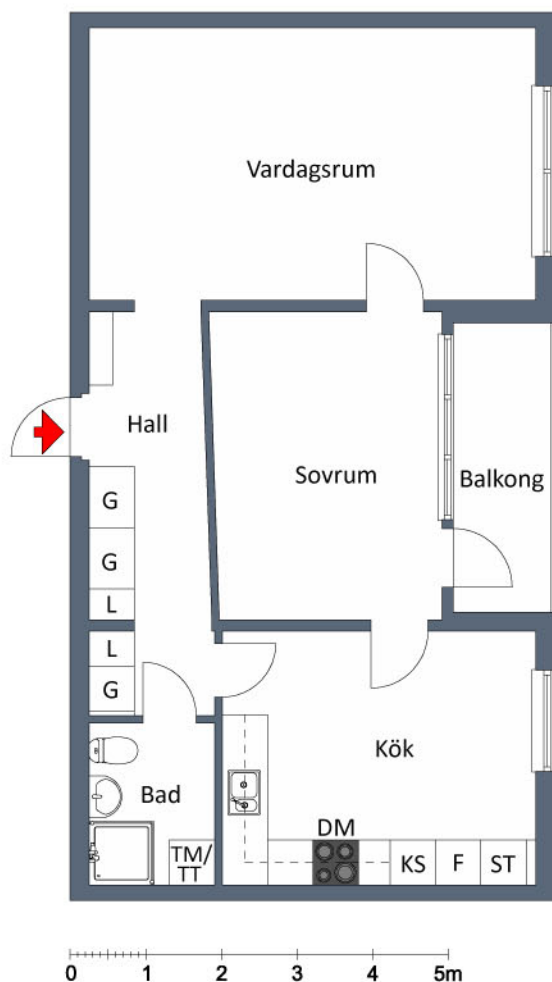 Vardagsrum
Hall
Sovrum
Balkong
G
G
L
L
G
Kök
Bad
DM
TM/
TT
KS F ST
0 1 2 3 4 5m